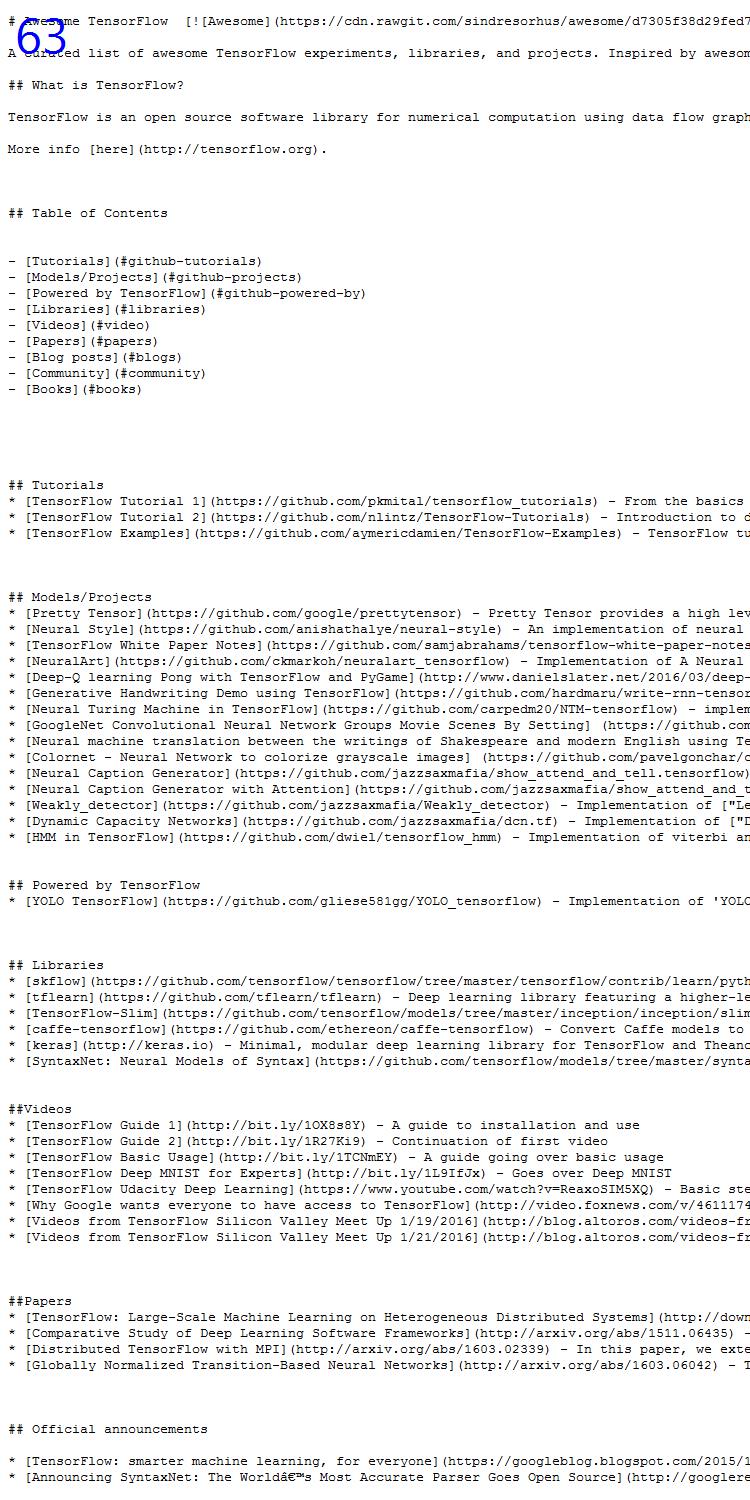 63
# Awesome TensorFlow  [![Awesome](https://cdn.rawgit.com/sindresorhus/awesome/d7305f38d29fed7
A curated list of awesome TensorFlow experiments, libraries, and projects. Inspired by awesom
## What is TensorFlow?
TensorFlow is an open source software library for numerical computation using data flow graph
More info [here](http://tensorflow.org).
## Table of Contents
- [Tutorials](#github-tutorials)
- [Models/Projects](#github-projects)
- [Powered by TensorFlow](#github-powered-by)
- [Libraries](#libraries)
- [Videos](#video)
- [Papers](#papers)
- [Blog posts](#blogs)
- [Community](#community)
- [Books](#books)
## Tutorials
* [TensorFlow Tutorial 1](https://github.com/pkmital/tensorflow_tutorials) - From the basics
* [TensorFlow Tutorial 2](https://github.com/nlintz/TensorFlow-Tutorials) - Introduction to d
* [TensorFlow Examples](https://github.com/aymericdamien/TensorFlow-Examples) - TensorFlow tu
## Models/Projects
* [Pretty Tensor](https://github.com/google/prettytensor) - Pretty Tensor provides a high lev
* [Neural Style](https://github.com/anishathalye/neural-style) - An implementation of neural
* [TensorFlow White Paper Notes](https://github.com/samjabrahams/tensorflow-white-paper-notes
* [NeuralArt](https://github.com/ckmarkoh/neuralart_tensorflow) - Implementation of A Neural
* [Deep-Q learning Pong with TensorFlow and PyGame](http://www.danielslater.net/2016/03/deep-
* [Generative Handwriting Demo using TensorFlow](https://github.com/hardmaru/write-rnn-tensor
* [Neural Turing Machine in TensorFlow](https://github.com/carpedm20/NTM-tensorflow) - implem
* [GoogleNet Convolutional Neural Network Groups Movie Scenes By Setting] (https://github.com
* [Neural machine translation between the writings of Shakespeare and modern English using Te
* [Colornet - Neural Network to colorize grayscale images] (https://github.com/pavelgonchar/c
* [Neural Caption Generator](https://github.com/jazzsaxmafia/show_attend_and_tell.tensorflow)
* [Neural Caption Generator with Attention](https://github.com/jazzsaxmafia/show_attend_and_t
* [Weakly_detector](https://github.com/jazzsaxmafia/Weakly_detector) - Implementation of ["Le
* [Dynamic Capacity Networks](https://github.com/jazzsaxmafia/dcn.tf) - Implementation of ["D
* [HMM in TensorFlow](https://github.com/dwiel/tensorflow_hmm) - Implementation of viterbi an
## Powered by TensorFlow
* [YOLO TensorFlow](https://github.com/gliese581gg/YOLO_tensorflow) - Implementation of 'YOLO
## Libraries
* [skflow](https://github.com/tensorflow/tensorflow/tree/master/tensorflow/contrib/learn/pyth
* [tflearn](https://github.com/tflearn/tflearn) - Deep learning library featuring a higher-le
* [TensorFlow-Slim](https://github.com/tensorflow/models/tree/master/inception/inception/slim
* [caffe-tensorflow](https://github.com/ethereon/caffe-tensorflow) - Convert Caffe models to
* [keras](http://keras.io) - Minimal, modular deep learning library for TensorFlow and Theano
* [SyntaxNet: Neural Models of Syntax](https://github.com/tensorflow/models/tree/master/synta
##Videos
* [TensorFlow Guide 1](http://bit.ly/1OX8s8Y) - A guide to installation and use
* [TensorFlow Guide 2](http://bit.ly/1R27Ki9) - Continuation of first video
* [TensorFlow Basic Usage](http://bit.ly/1TCNmEY) - A guide going over basic usage
* [TensorFlow Deep MNIST for Experts](http://bit.ly/1L9IfJx) - Goes over Deep MNIST
* [TensorFlow Udacity Deep Learning](https://www.youtube.com/watch?v=ReaxoSIM5XQ) - Basic ste
* [Why Google wants everyone to have access to TensorFlow](http://video.foxnews.com/v/4611174
* [Videos from TensorFlow Silicon Valley Meet Up 1/19/2016](http://blog.altoros.com/videos-fr
* [Videos from TensorFlow Silicon Valley Meet Up 1/21/2016](http://blog.altoros.com/videos-fr
##Papers
* [TensorFlow: Large-Scale Machine Learning on Heterogeneous Distributed Systems](http://down
* [Comparative Study of Deep Learning Software Frameworks](http://arxiv.org/abs/1511.06435) -
* [Distributed TensorFlow with MPI](http://arxiv.org/abs/1603.02339) - In this paper, we exte
* [Globally Normalized Transition-Based Neural Networks](http://arxiv.org/abs/1603.06042) - T
## Official announcements
* [TensorFlow: smarter machine learning, for everyone](https://googleblog.blogspot.com/2015/1
* [Announcing SyntaxNet: The Worldâ€™s Most Accurate Parser Goes Open Source](http://googlere